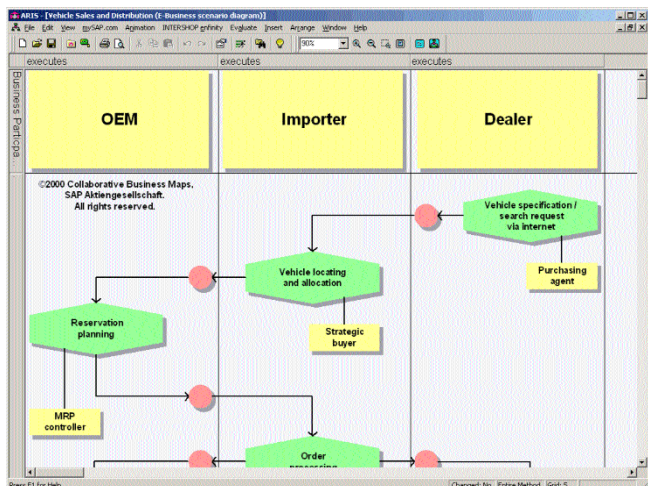 ARIS - [Vehicle Sales and Distribution (E-Business scenario diagram)]
File Edit View mySAP.com Animation INTERSHOP enfinity Evaluate Insert Arrange Window Help
90%
executes executes executes
Business Participa...
OEM Importer Dealer
©2000 Collaborative Business Maps,
SAP Aktiengesellschaft.
All rights reserved.
Vehicle specification /
search request
via internet
Purchasing
agent
Vehicle locating
and allocation
Strategic
buyer
Reservation
planning
MRP
controller
Order
processing
Press F1 for Help Changed: No Entire Method Grid: 5